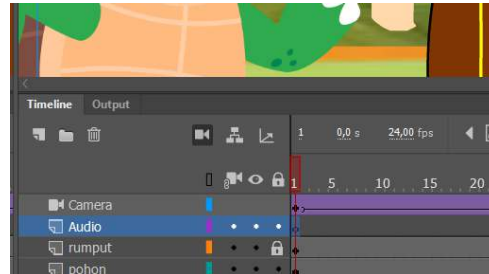 Timeline Output
1 0,0 s 24,00 fps
1 5 10 15 20
Camera
Audio
rumput
pohon